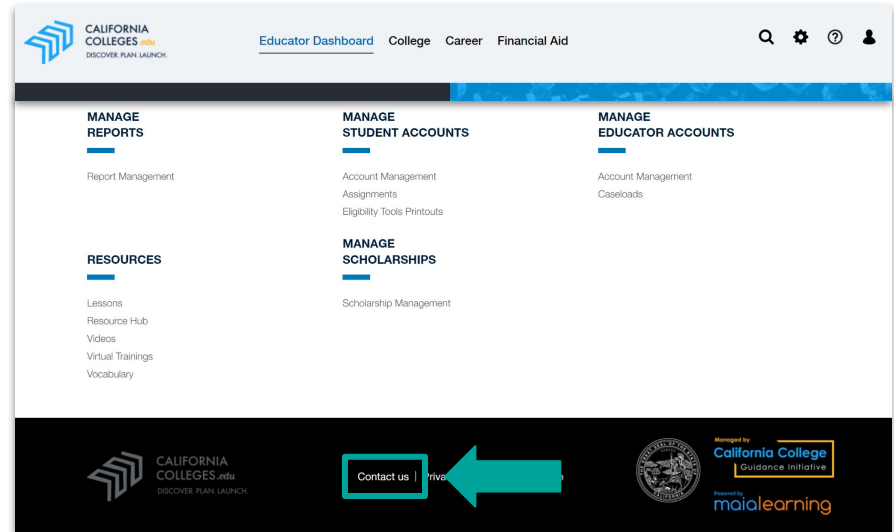 CALIFORNIA
COLLEGES.edu
DISCOVER. PLAN. LAUNCH.
Educator Dashboard College Career Financial Aid
MANAGE
REPORTS
Report Management
MANAGE
STUDENT ACCOUNTS
Account Management
Assignments
Eligibility Tools Printouts
MANAGE
EDUCATOR ACCOUNTS
Account Management
Caseloads
RESOURCES
Lessons
Resource Hub
Videos
Virtual Trainings
Vocabulary
MANAGE
SCHOLARSHIPS
Scholarship Management
CALIFORNIA
COLLEGES.edu
DISCOVER. PLAN. LAUNCH.
Contact us |
Managed by
California College
Guidance Initiative
Powered by
maialearning